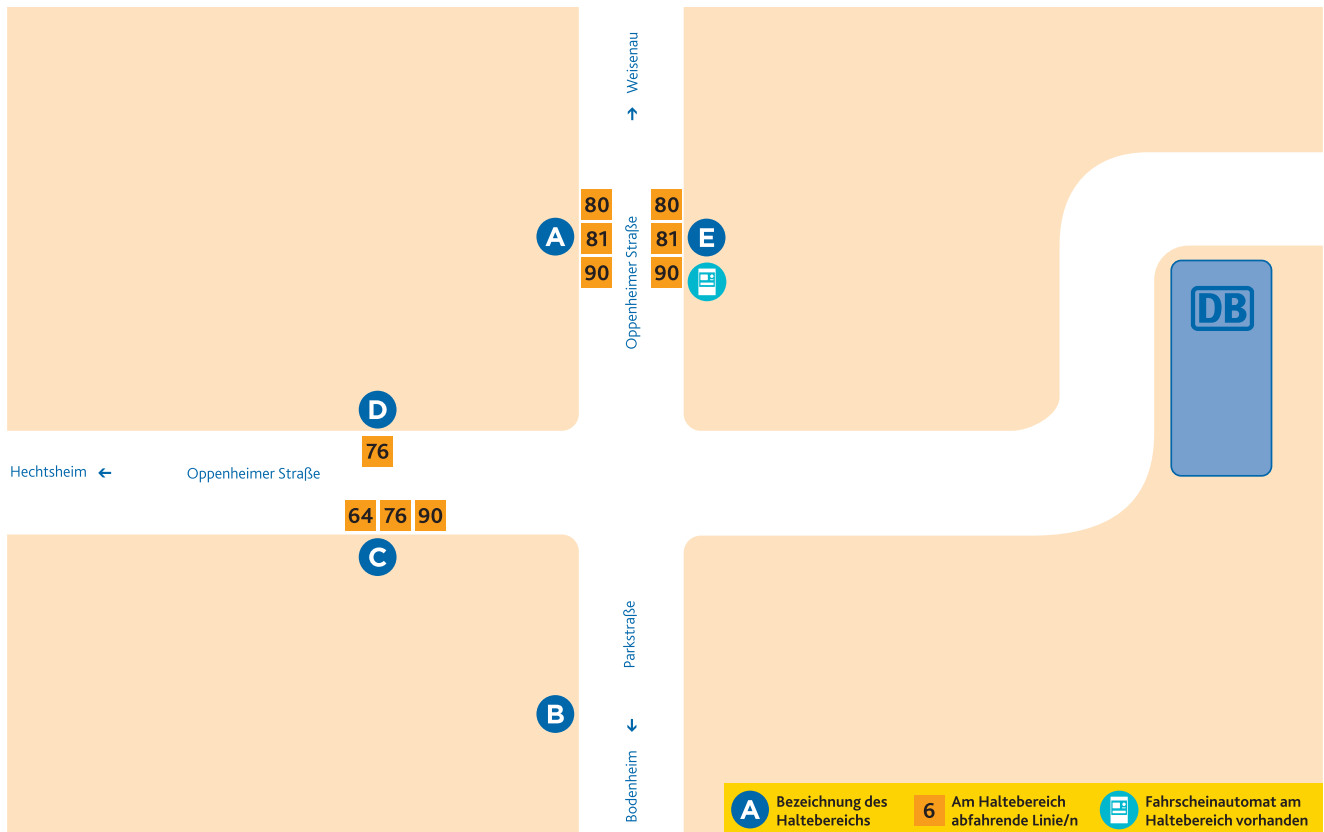 Weisenau
80
81
90
A
Oppenheimer Straße
80
81
90
E
DB
D
76
Hechtsheim
Oppenheimer Straße
64 76 90
C
Parkstraße
B
Bodenheim
A Bezeichnung des
Haltebereichs
6 Am Haltebereich
abfahrende Linie/n
Fahrscheinautomat am
Haltebereich vorhanden